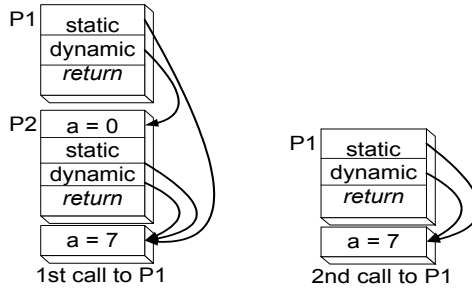 P1
static
dynamic
return
P2
a = 0
static
dynamic
return
a = 7
1st call to P1
P1
static
dynamic
return
a = 7
2nd call to P1